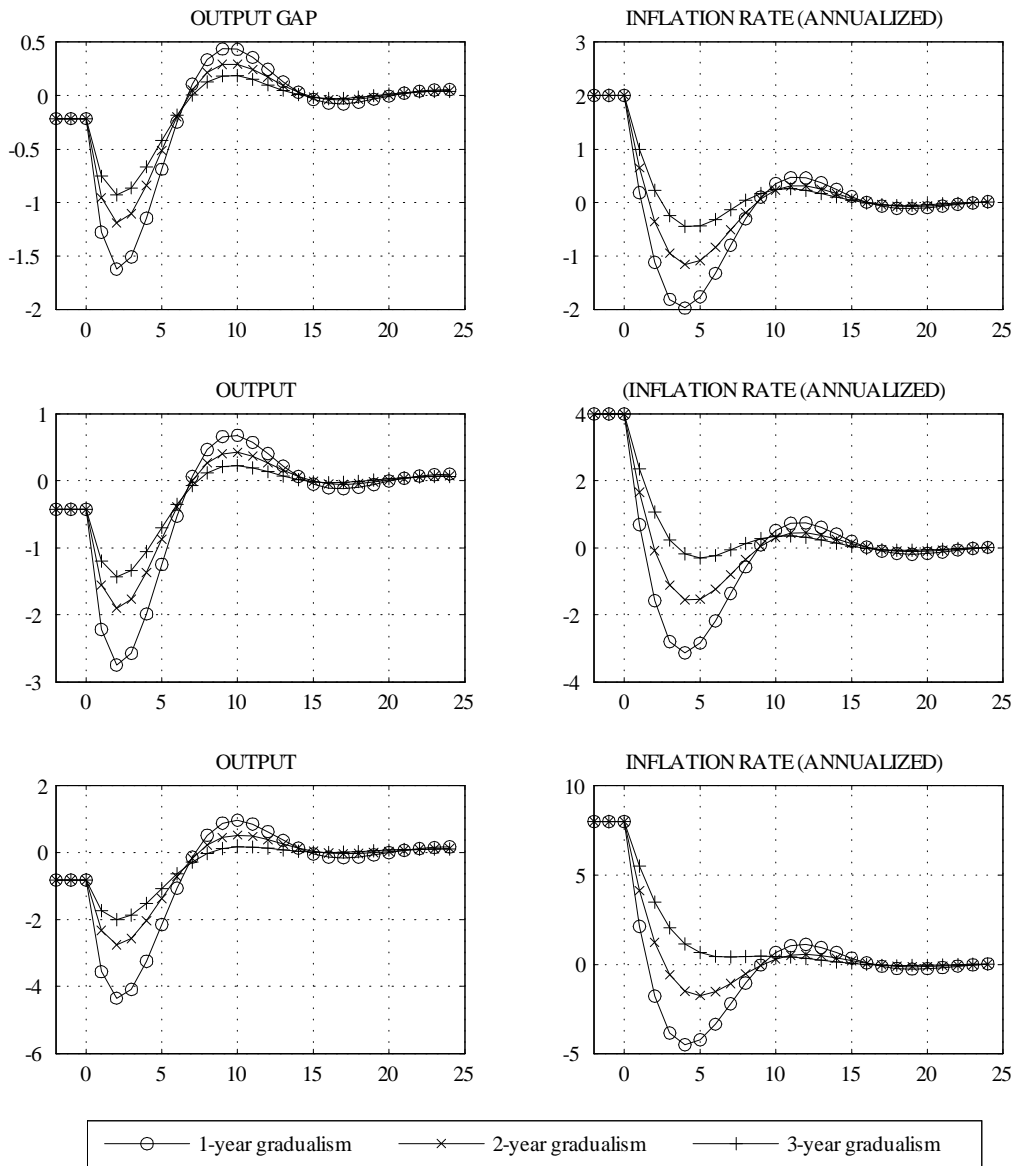 OUTPUT GAP
0.5
0
-0.5
-1
-1.5
-2
0 5 10 15 20 25
INFLATION RATE (ANNUALIZED)
3
2
1
0
-1
-2
0 5 10 15 20 25
OUTPUT
1
0
-1
-2
-3
0 5 10 15 20 25
(INFLATION RATE (ANNUALIZED)
4
2
0
-2
-4
0 5 10 15 20 25
OUTPUT
2
0
-2
-4
-6
0 5 10 15 20 25
INFLATION RATE (ANNUALIZED)
10
5
0
-5
0 5 10 15 20 25
1-year gradualism 2-year gradualism 3-year gradualism